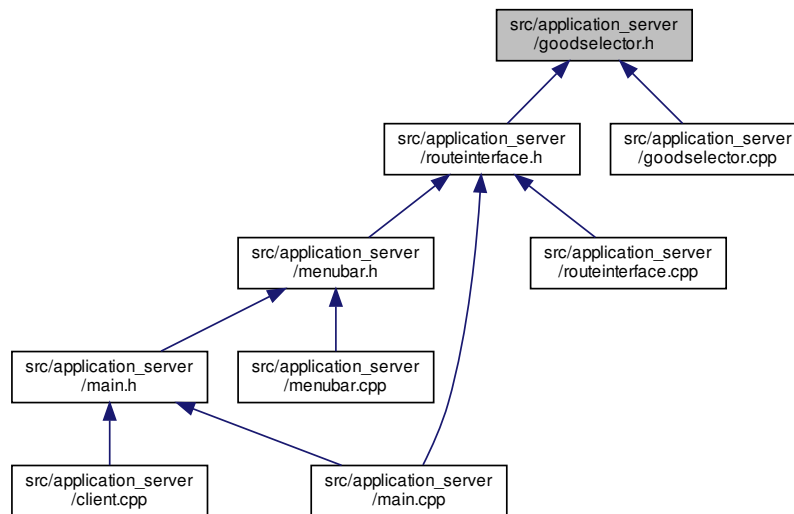 src/application_server
/goodselector.h
src/application_server
/routeinterface.h
src/application_server
/goodselector.cpp
src/application_server
/menubar.h
src/application_server
/routeinterface.cpp
src/application_server
/main.h
src/application_server
/menubar.cpp
src/application_server
/client.cpp
src/application_server
/main.cpp